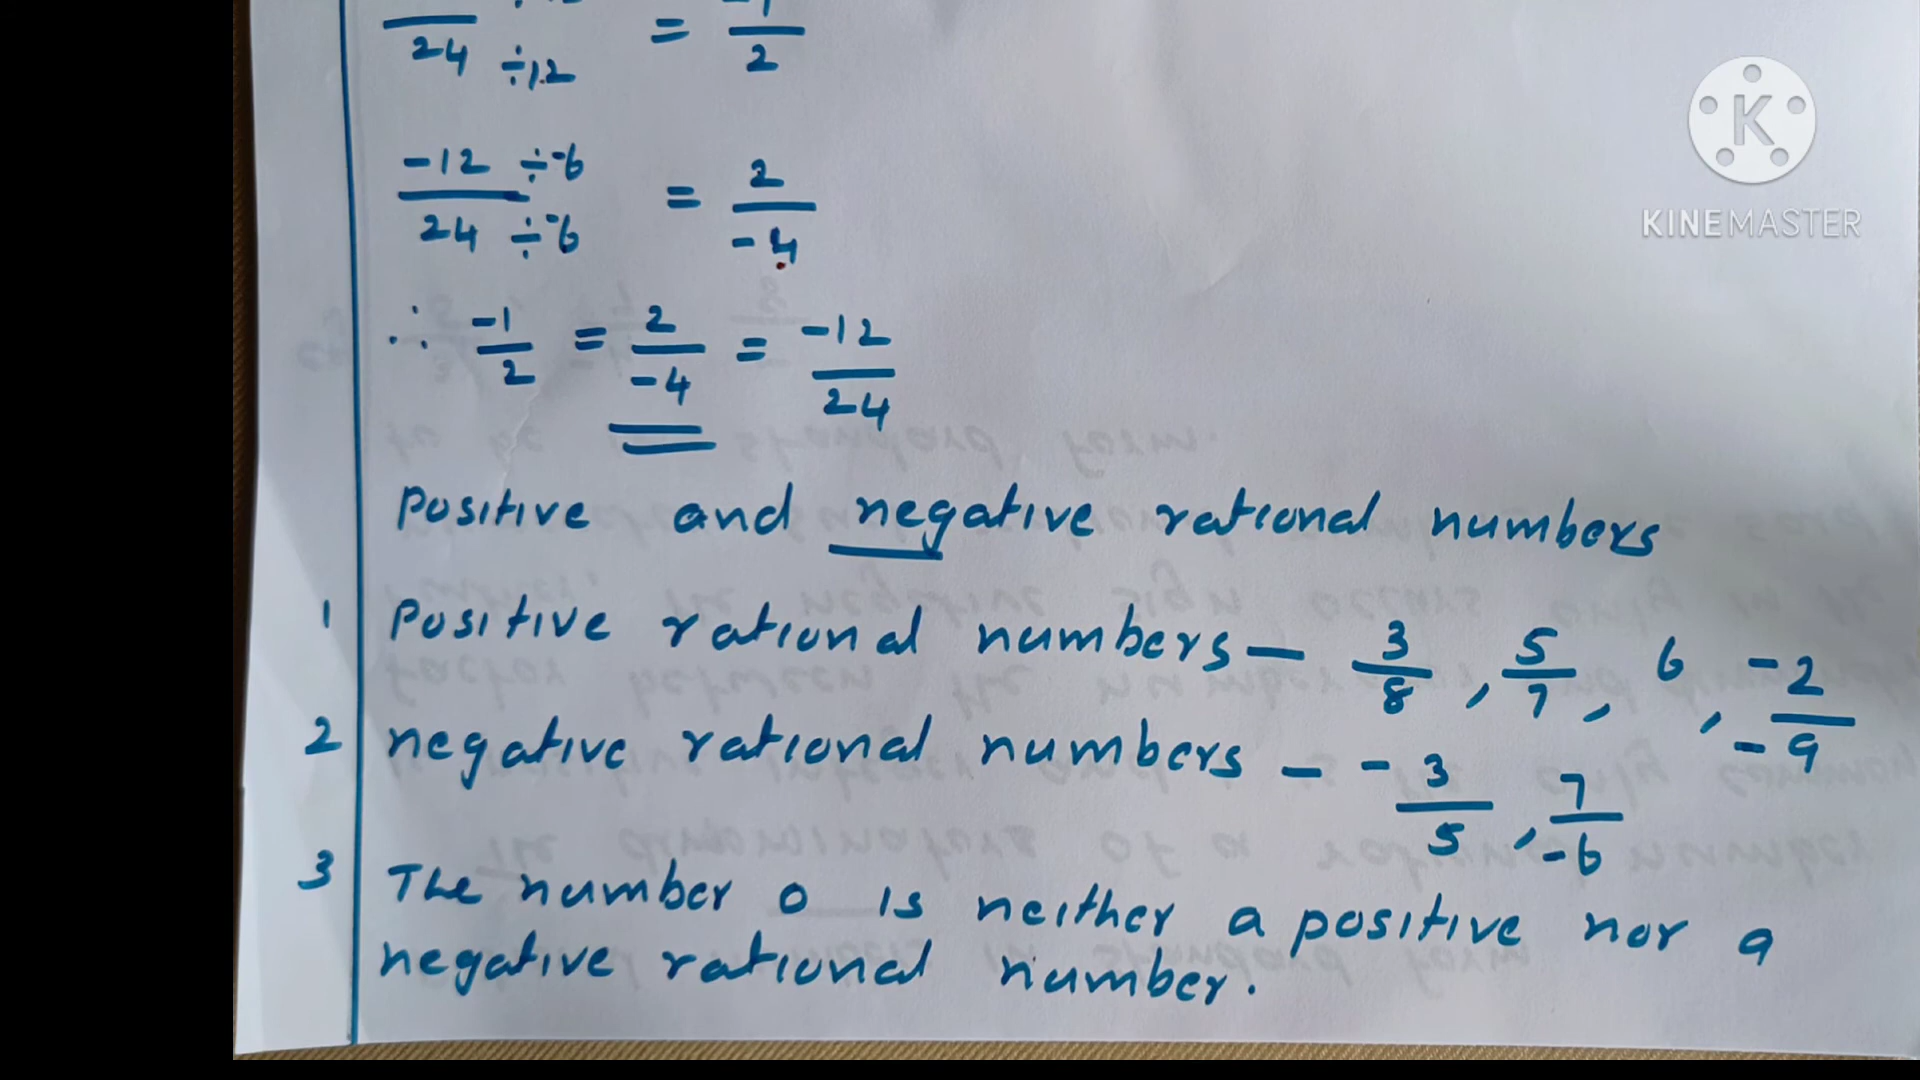 24 ÷12 = -1/2
-12 ÷-6 / 24 ÷-6 = 2/-4
∴ -1/2 = 2/-4 = -12/24
Positive and negative rational numbers
1 Positive rational numbers — 3/8, 5/7, 6, -2/-9
2 negative rational numbers - -3/5, 7/-6
3 The number 0 is neither a positive nor a
negative rational number.
KINEMASTER